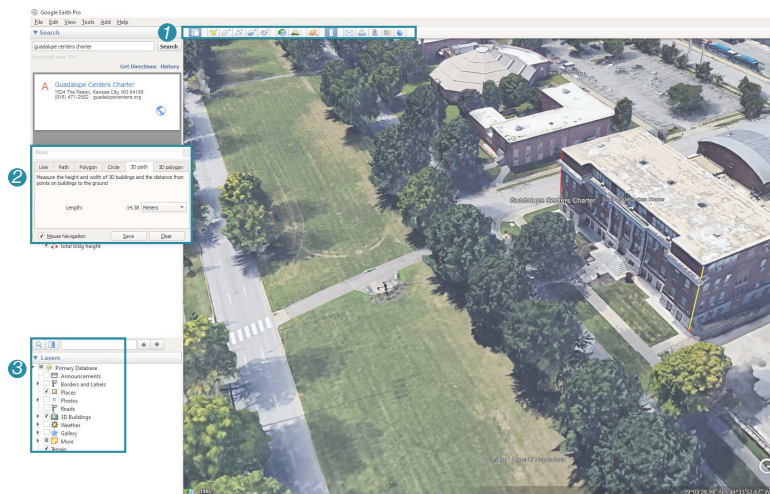 Google Earth Pro
File Edit View Tools Add Help
1
Search
guadalupe centers charter
Search
Get Directions History
A
Guadalupe Centers Charter
1524 The Paseo, Kansas City, MO 64108
(816) 471-2582 · guadalupecenters.org
2
Ruler
Line Path Polygon Circle 3D path 3D polygon
Measure the height and width of 3D buildings and the distance from
points on buildings to the ground
Length: 14.38 Meters
Mouse Navigation
Save
Clear
total bldg height
Guadalupe Centers Charter
3
Layers
Primary Database
Announcements
Borders and Labels
Places
Photos
Roads
3D Buildings
Weather
Gallery
More
Terrain
1985
G